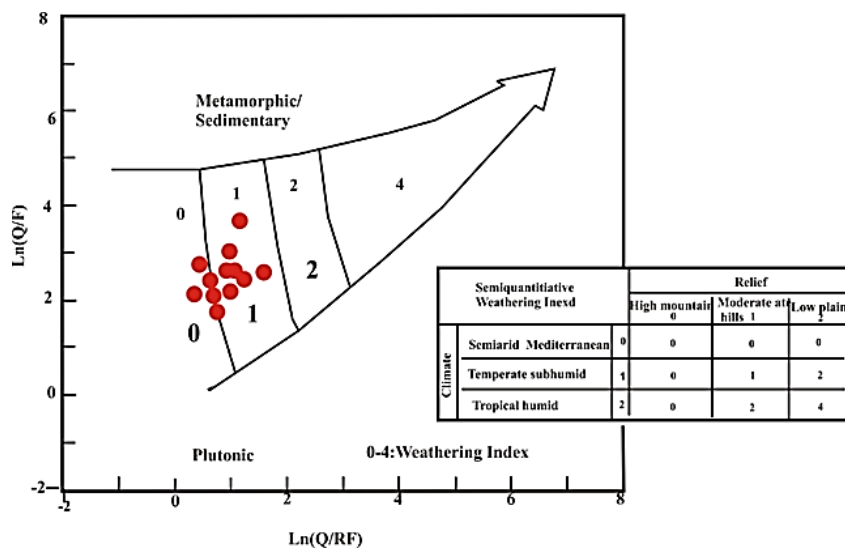 8
6
4
2
0
-2
-2
0
2
4
6
8
Ln(Q/F)
Ln(Q/RF)
Metamorphic/
Sedimentary
0
1
2
4
0
1
2
Plutonic
0-4:Weathering Index
Semiquantitiative
Weathering Inexd
Relief
High mountain
0
Moderate att
hills 1
Low plain
2
Climate
Semiarid Mediterranean 0 0 0 0
Temperate subhumid 1 0 1 2
Tropical humid 2 0 2 4